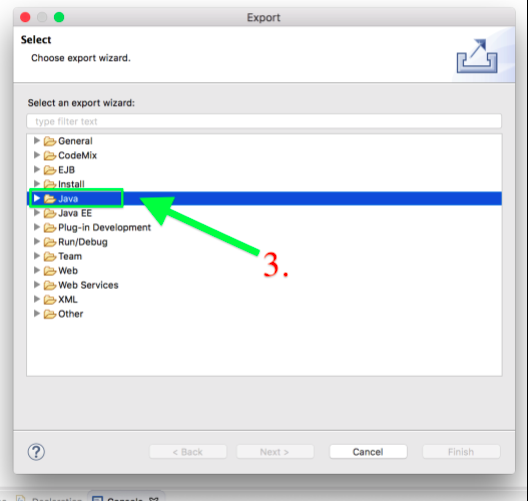 Export
Select
Choose export wizard.
Select an export wizard:
type filter text
General
CodeMix
EJB
Install
Java
Java EE
Plug-in Development
Run/Debug
Team
Web
Web Services
XML
Other
3.
?
< Back Next > Cancel Finish
Declaration Console